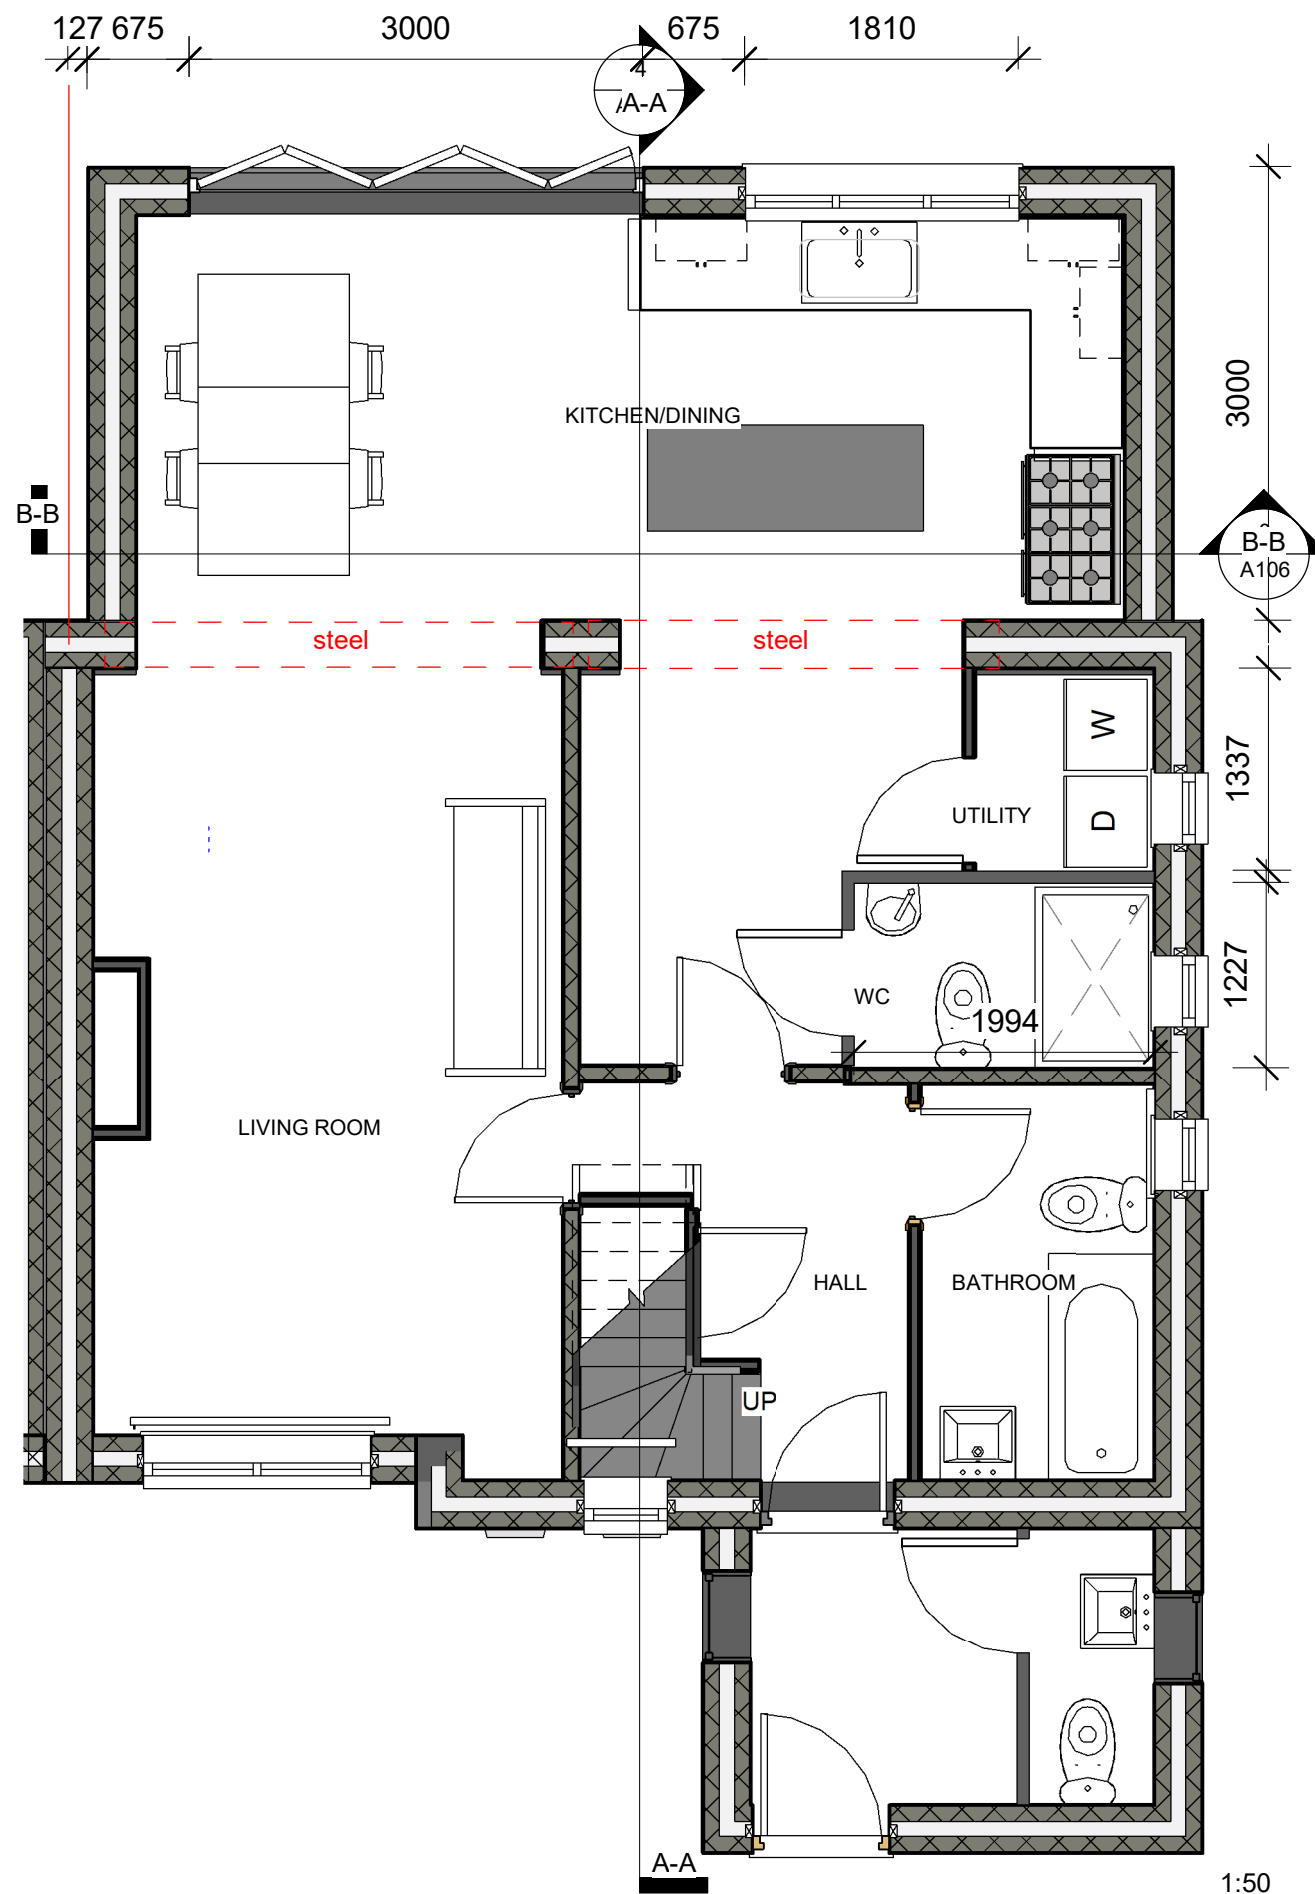 127 675 3000 675 1810
4
A-A
3000
KITCHEN/DINING
B-B
B-B
A106
steel
steel
W
1337
UTILITY
D
1227
WC
1994
LIVING ROOM
HALL
BATHROOM
UP
A-A
1:50